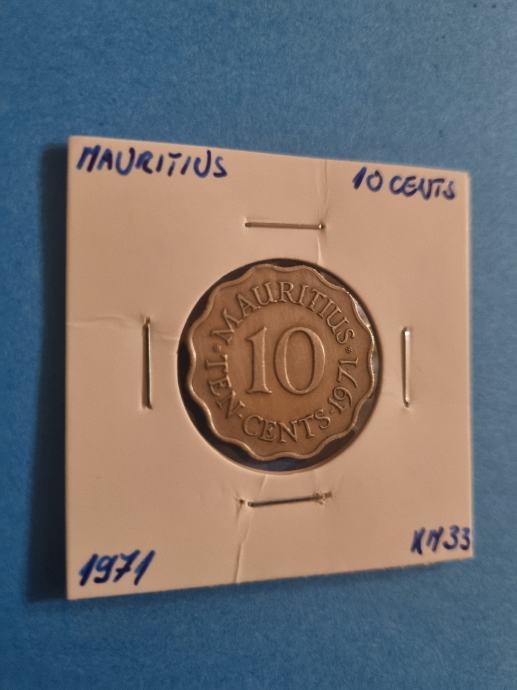 MAURITIUS
10 CENTS
MAURITIUS · 1971 · TEN · CENTS ·
10
1971
KM33